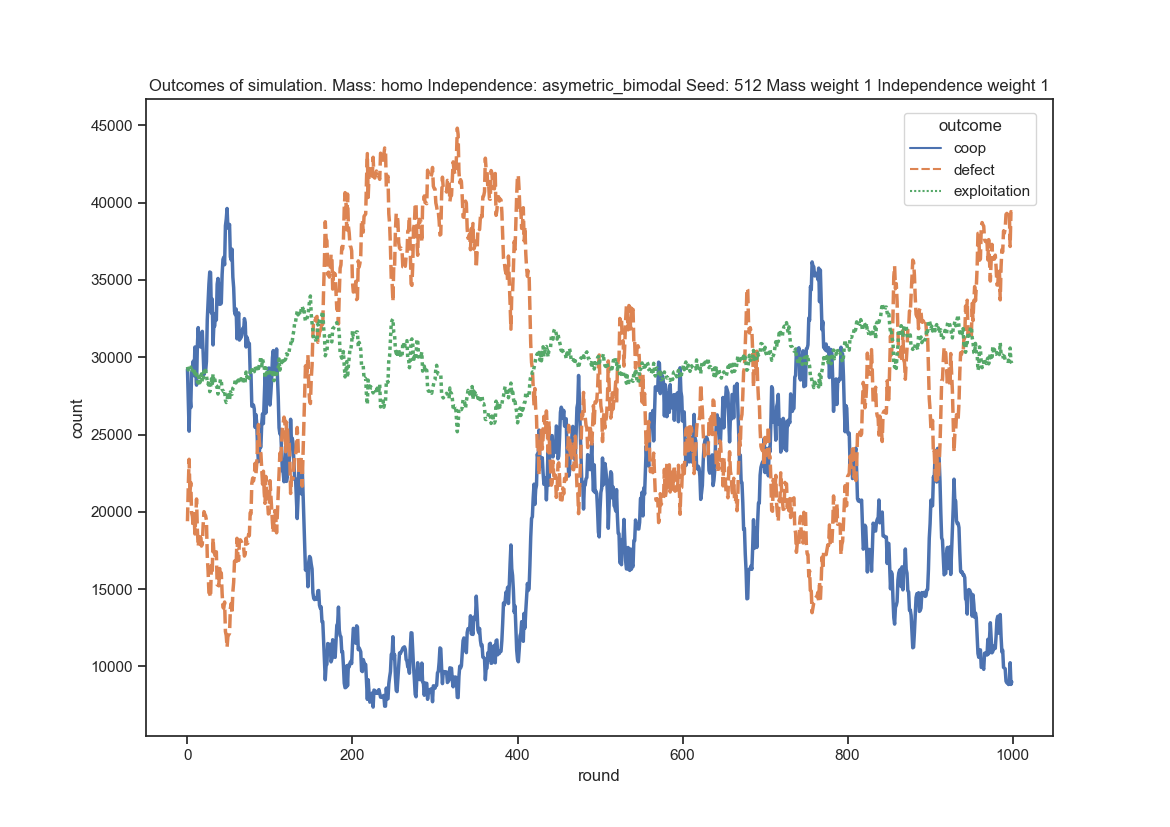 Outcomes of simulation. Mass: homo Independence: asymetric_bimodal Seed: 512 Mass weight 1 Independence weight 1
outcome
coop
defect
exploitation
45000
40000
35000
30000
25000
20000
15000
10000
count
0
200
400
600
800
1000
round